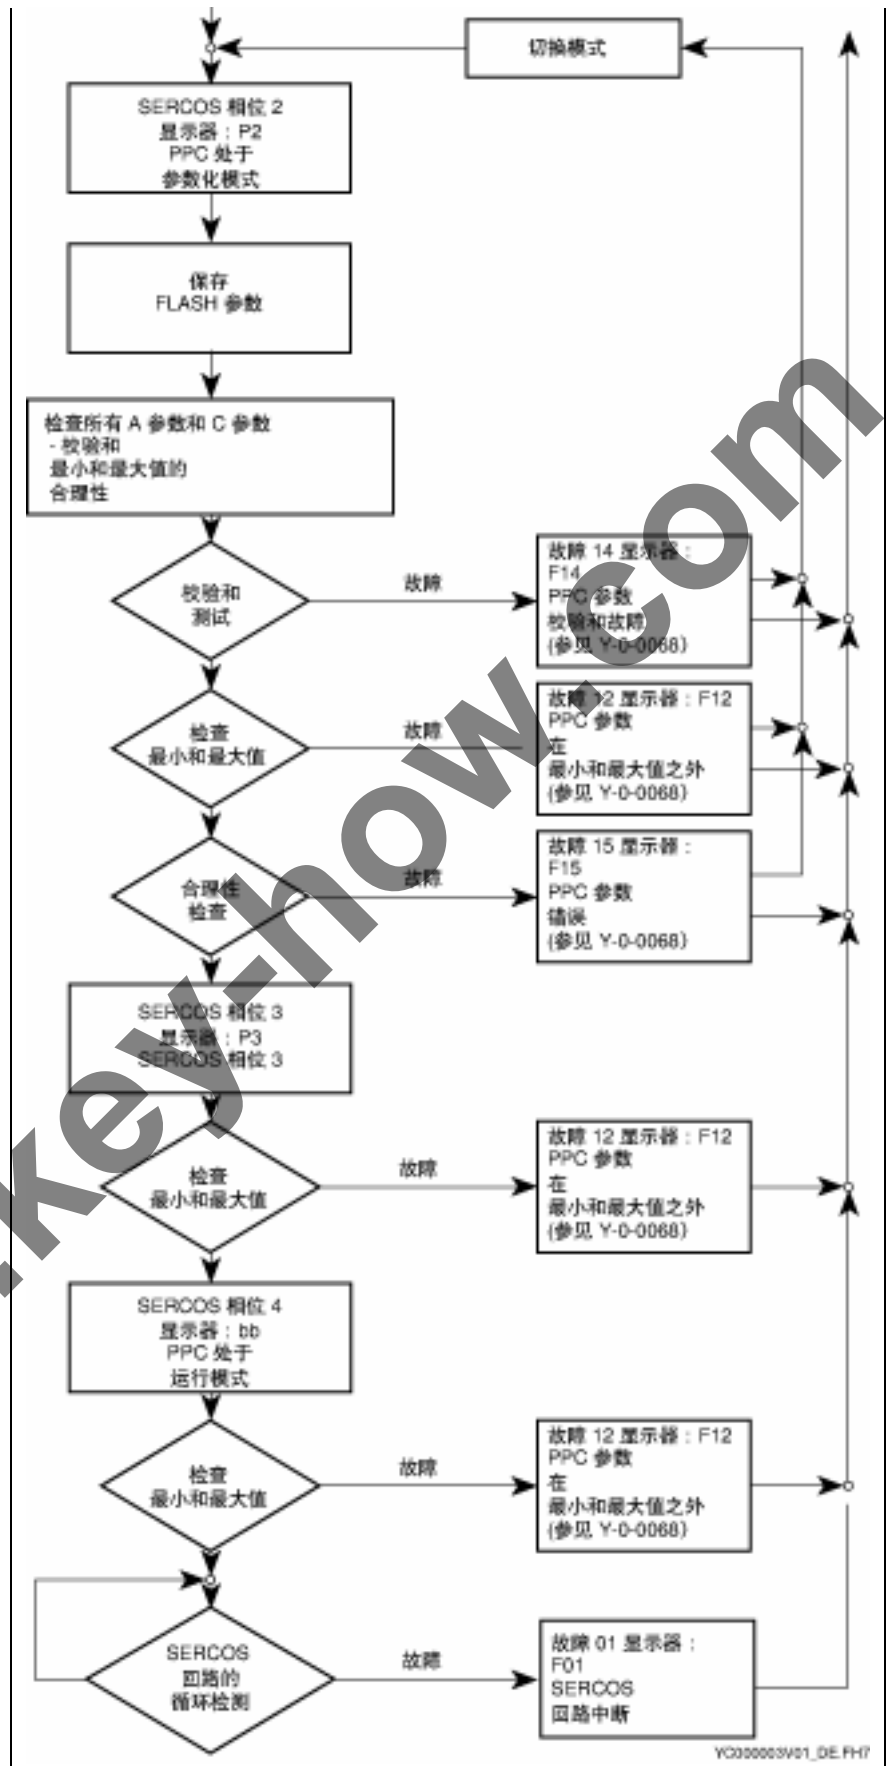 切换模式
SERCOS 相位 2
显示器：P2
PPC 处于
参数化模式
保存
FLASH 参数
检查所有 A 参数和 C 参数
- 校验和
最小和最大值的
合理性
校验和
测试
故障
故障 14 显示器：
F14
PPC 参数
校验和故障
(参见 Y-0-0068)
检查
最小和最大值
故障
故障 12 显示器：F12
PPC 参数
在
最小和最大值之外
(参见 Y-0-0068)
合理性
检查
故障
故障 15 显示器：
F15
PPC 参数
错误
(参见 Y-0-0068)
SERCOS 相位 3
显示器：P3
SERCOS 相位 3
检查
最小和最大值
故障
故障 12 显示器：F12
PPC 参数
在
最小和最大值之外
(参见 Y-0-0068)
SERCOS 相位 4
显示器：bb
PPC 处于
运行模式
检查
最小和最大值
故障
故障 12 显示器：F12
PPC 参数
在
最小和最大值之外
(参见 Y-0-0068)
SERCOS
回路的
循环检测
故障
故障 01 显示器：
F01
SERCOS
回路中断
YC000003V01_DE.FH7
.key-how.com